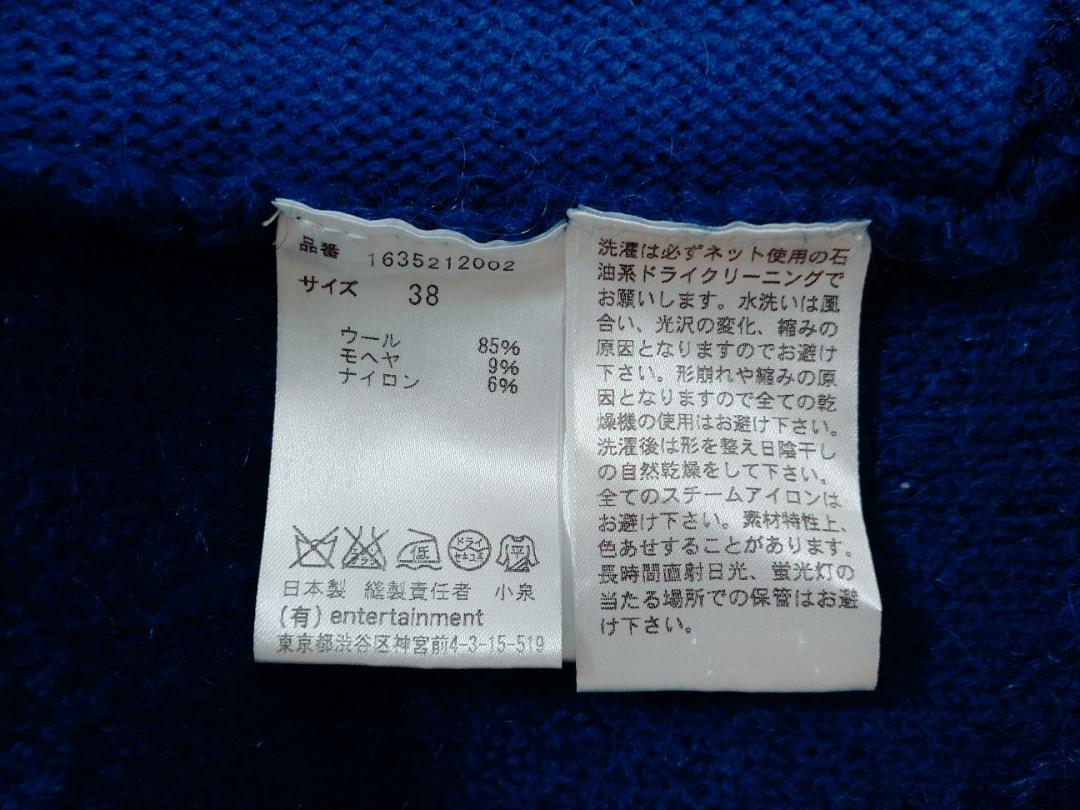 品番 1635212002
サイズ 38
ウール 85%
モヘヤ 9%
ナイロン 6%
低
ドライ
セキユ系
平
日本製 縫製責任者 小泉
(有) entertainment
東京都渋谷区神宮前4-3-15-519
洗濯は必ずネット使用の石
油系ドライクリーニングで
お願いします。水洗いは風
合い、光沢の変化、縮みの
原因となりますのでお避け
下さい。形崩れや縮みの原
因となりますので全ての乾
燥機の使用はお避け下さい。
洗濯後は形を整え日陰干し
の自然乾燥をして下さい。
全てのスチームアイロンは
お避け下さい。素材特性上、
色あせすることがあります。
長時間直射日光、蛍光灯の
当たる場所での保管はお避
け下さい。